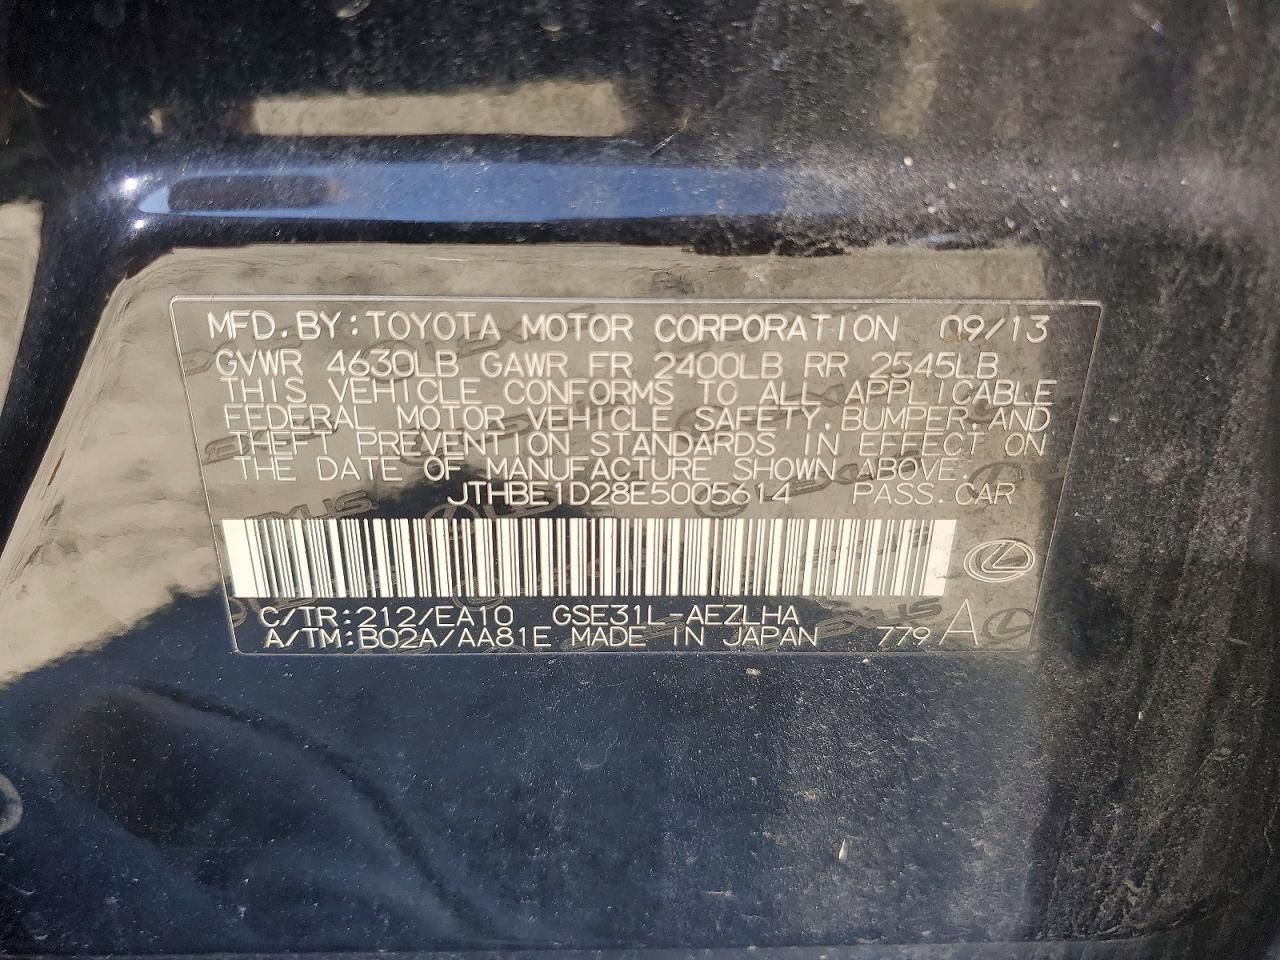 MFD.BY:TOYOTA MOTOR CORPORATION 09/13
GVWR 4630LB GAWR FR 2400LB RR 2545LB
THIS VEHICLE CONFORMS TO ALL APPLICABLE
FEDERAL MOTOR VEHICLE SAFETY,BUMPER,AND
THEFT PREVENTION STANDARDS IN EFFECT ON
THE DATE OF MANUFACTURE SHOWN ABOVE.
JTHBE1D28E5005614 PASS.CAR
C/TR:212/EA10 GSE31L-AEZLHA
A/TM:B02A/AA81E MADE IN JAPAN 779 A